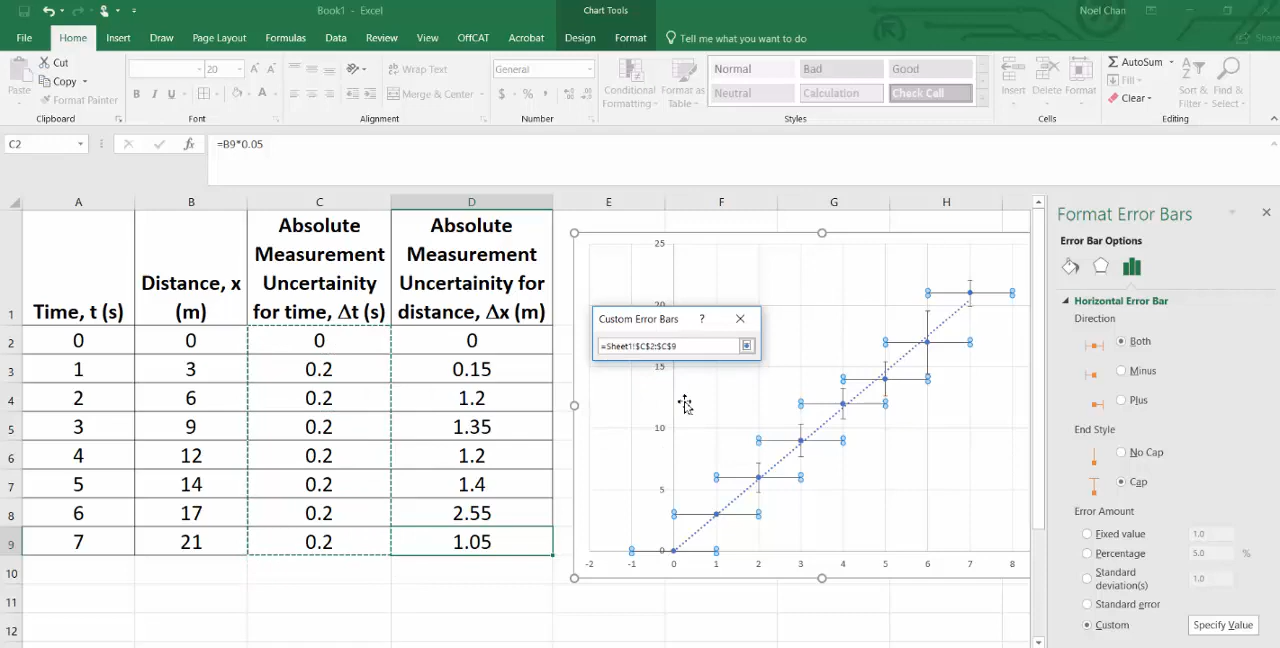 Book1 - Excel
Chart Tools
Noel Chan
File Home Insert Draw Page Layout Formulas Data Review View OffCAT Acrobat Design Format Tell me what you want to do Share
Paste
Cut
Copy
Format Painter
Clipboard
20
B I U
Font
Wrap Text
Merge & Center
Alignment
General
$ % ,
Number
Conditional
Formatting
Format as
Table
Normal Bad Good
Neutral Calculation Check Cell
Styles
Insert Delete Format
Cells
AutoSum
Fill
Clear
Sort &
Filter
Find &
Select
Editing
C2
fx
=B9*0.05
A B C D E F G H
1
Time, t (s)
Distance, x
(m)
Absolute
Measurement
Uncertainity
for time, Δt (s)
Absolute
Measurement
Uncertainity for
distance, Δx (m)
2 0 0 0 0
3 1 3 0.2 0.15
4 2 6 0.2 1.2
5 3 9 0.2 1.35
6 4 12 0.2 1.2
7 5 14 0.2 1.4
8 6 17 0.2 2.55
9 7 21 0.2 1.05
10
11
12
25
20
15
10
5
0
-2 -1 0 1 2 3 4 5 6 7 8
Custom Error Bars ?
=Sheet1!$C$2:$C$9
Format Error Bars
Error Bar Options
Horizontal Error Bar
Direction
Both
Minus
Plus
End Style
No Cap
Cap
Error Amount
Fixed value 1.0
Percentage 5.0 %
Standard
deviation(s) 1.0
Standard error
Custom Specify Value